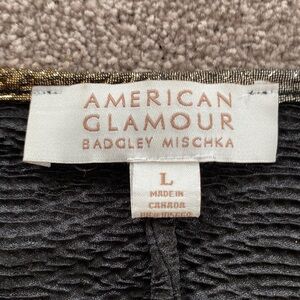 AMERICAN
GLAMOUR
BADGLEY MISCHKA
L
MADE IN
CANADA